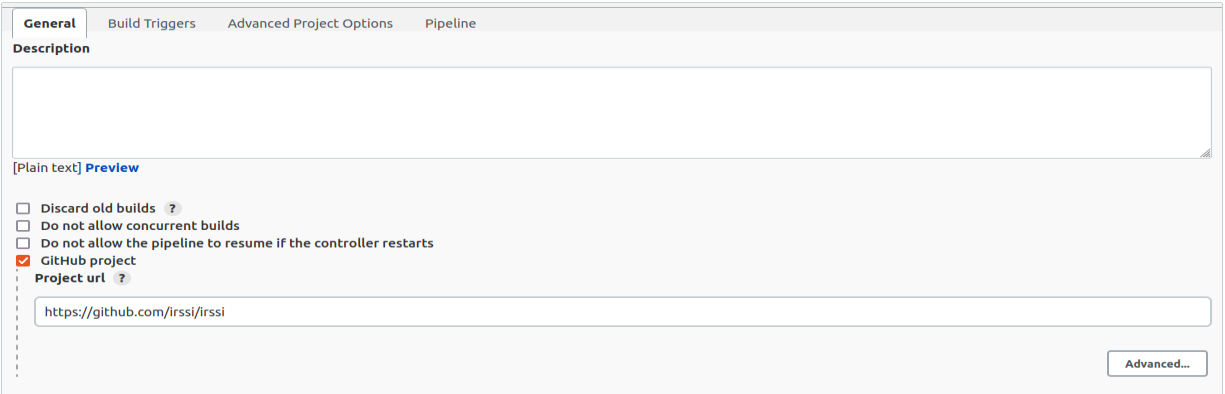 General Build Triggers Advanced Project Options Pipeline
Description
[Plain text] Preview
Discard old builds ?
Do not allow concurrent builds
Do not allow the pipeline to resume if the controller restarts
GitHub project
Project url ?
https://github.com/irssi/irssi
Advanced...